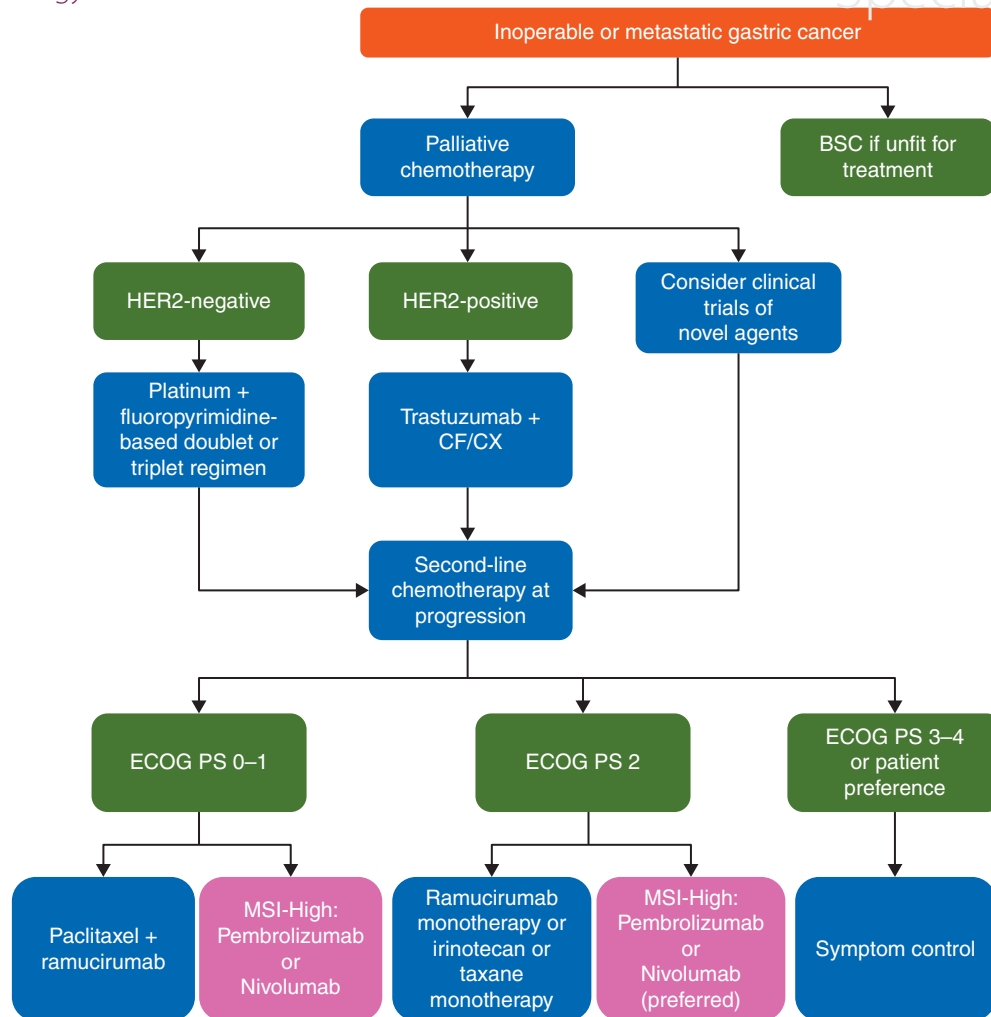 Inoperable or metastatic gastric cancer
Palliative
chemotherapy
BSC if unfit for
treatment
HER2-negative
HER2-positive
Consider clinical
trials of
novel agents
Platinum +
fluoropyrimidine-
based doublet or
triplet regimen
Trastuzumab +
CF/CX
Second-line
chemotherapy at
progression
ECOG PS 0–1
ECOG PS 2
ECOG PS 3–4
or patient
preference
Paclitaxel +
ramucirumab
MSI-High:
Pembrolizumab
or
Nivolumab
Ramucirumab
monotherapy or
irinotecan or
taxane
monotherapy
MSI-High:
Pembrolizumab
or
Nivolumab
(preferred)
Symptom control